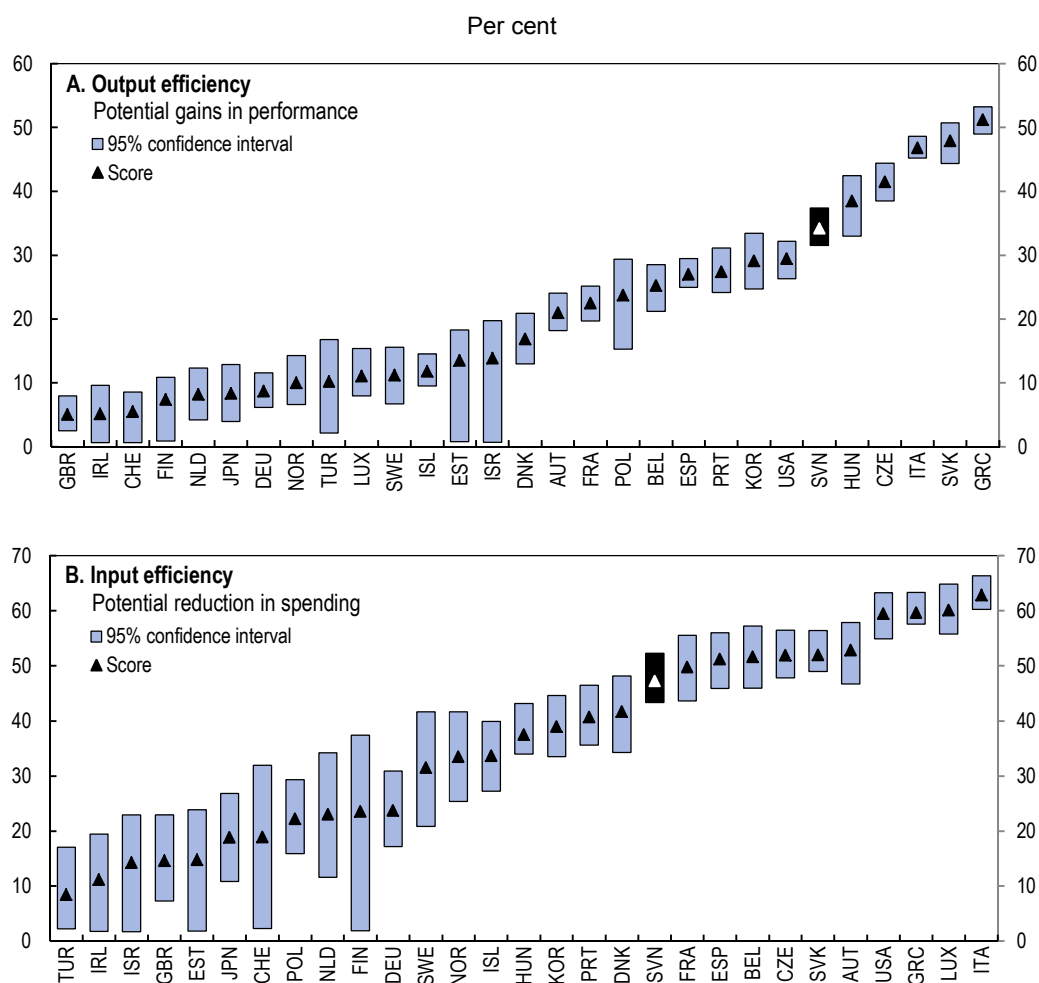 Per cent
60 60
A. Output efficiency
Potential gains in performance
50 50
95% confidence interval
Score
40 40
30 30
20 20
10 10
0 0
GBR IRL CHE FIN NLD JPN DEU NOR TUR LUX SWE ISL EST ISR DNK AUT FRA POL BEL ESP PRT KOR USA SVN HUN CZE ITA SVK GRC
70 70
B. Input efficiency
Potential reduction in spending
60 60
95% confidence interval
Score
50 50
40 40
30 30
20 20
10 10
0 0
TUR IRL ISR GBR EST JPN CHE POL NLD FIN DEU SWE NOR ISL HUN KOR PRT DNK SVN FRA ESP BEL CZE SVK AUT USA GRC LUX ITA